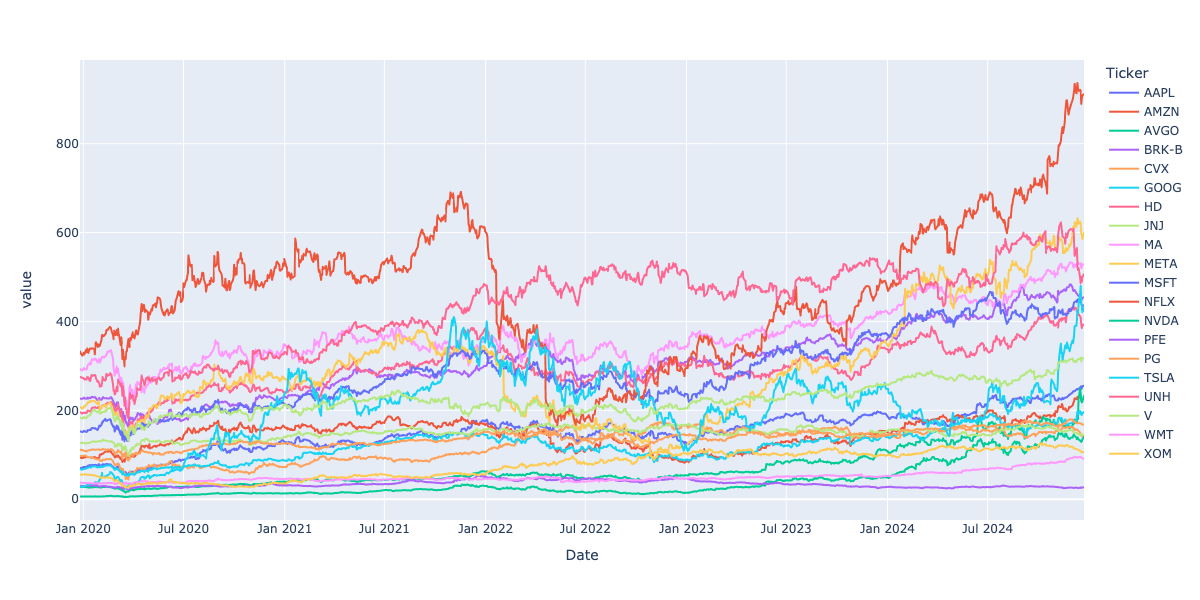 Ticker
AAPL
AMZN
AVGO
BRK-B
CVX
GOOG
HD
JNJ
MA
META
MSFT
NFLX
NVDA
PFE
PG
TSLA
UNH
V
WMT
XOM
value
800
600
400
200
0
Jan 2020 Jul 2020 Jan 2021 Jul 2021 Jan 2022 Jul 2022 Jan 2023 Jul 2023 Jan 2024 Jul 2024
Date